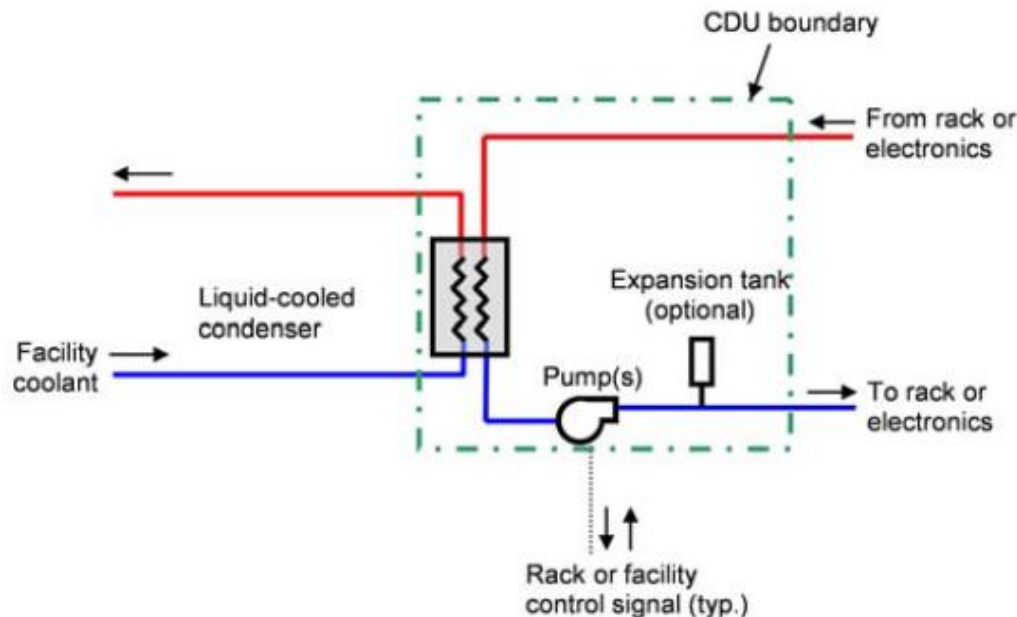 CDU boundary
From rack or
electronics
Expansion tank
(optional)
Liquid-cooled
condenser
Facility
coolant
Pump(s)
To rack or
electronics
Rack or facility
control signal (typ.)